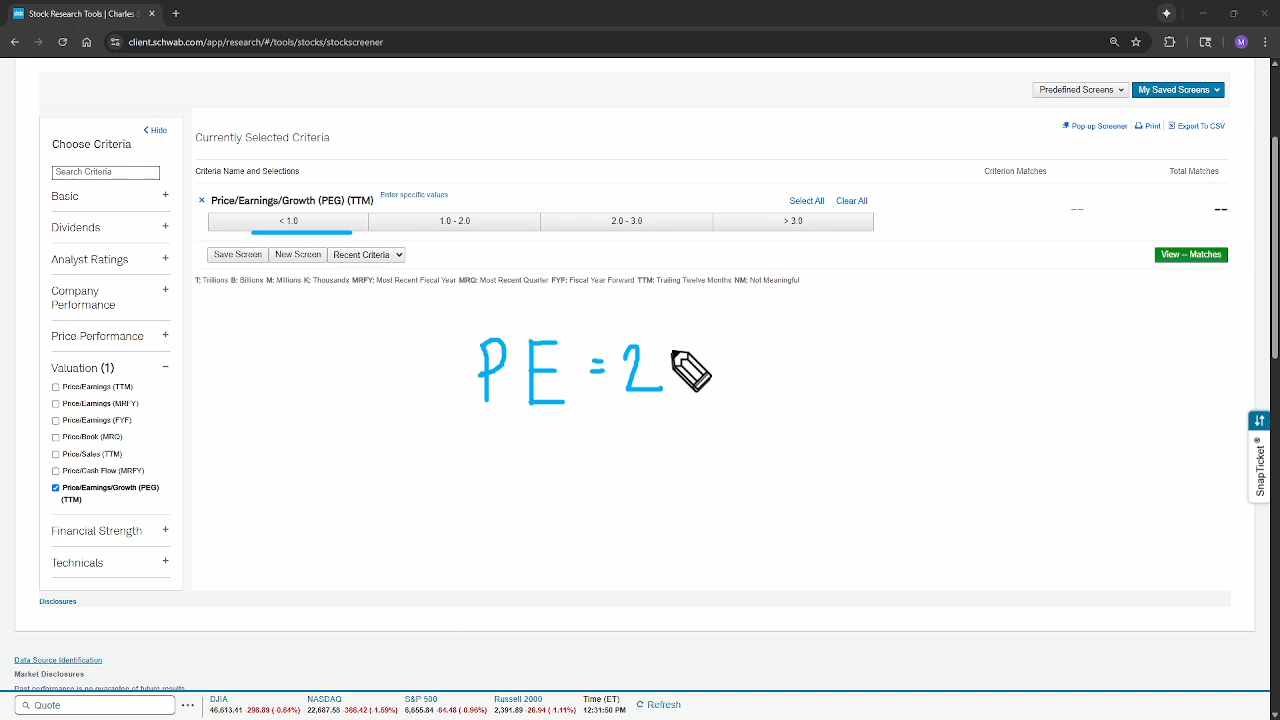 Stock Research Tools | Charles S
client.schwab.com/app/research/#/tools/stocks/stockscreener
M
Predefined Screens
My Saved Screens
Hide
Pop-up Screener | Print | Export To CSV
Choose Criteria
Currently Selected Criteria
Search Criteria
Criteria Name and Selections Criterion Matches Total Matches
Basic +
Price/Earnings/Growth (PEG) (TTM) Enter specific values Select All Clear All
-- --
< 1.0 1.0 - 2.0 2.0 - 3.0 > 3.0
Dividends +
Save Screen New Screen Recent Criteria View -- Matches
Analyst Ratings +
T: Trillions B: Billions M: Millions K: Thousands MRFY: Most Recent Fiscal Year MRQ: Most Recent Quarter FYF: Fiscal Year Forward TTM: Trailing Twelve Months NM: Not Meaningful
Company Performance +
Price Performance +
Valuation (1) −
Price/Earnings (TTM)
Price/Earnings (MRFY)
Price/Earnings (FYF)
Price/Book (MRQ)
Price/Sales (TTM)
Price/Cash Flow (MRFY)
Price/Earnings/Growth (PEG)
(TTM)
Financial Strength +
Technicals +
PE = 2
SnapTicket ®
Disclosures
Data Source Identification
Market Disclosures
Past performance is no guarantee of future results
Quote
DJIA NASDAQ S&P 500 Russell 2000 Time (ET)
46,613.41 -298.89 (-0.64%) 22,687.58 -366.42 (-1.59%) 6,655.84 -64.48 (-0.96%) 2,391.89 -26.94 (-1.11%) 12:31:50 PM
Refresh